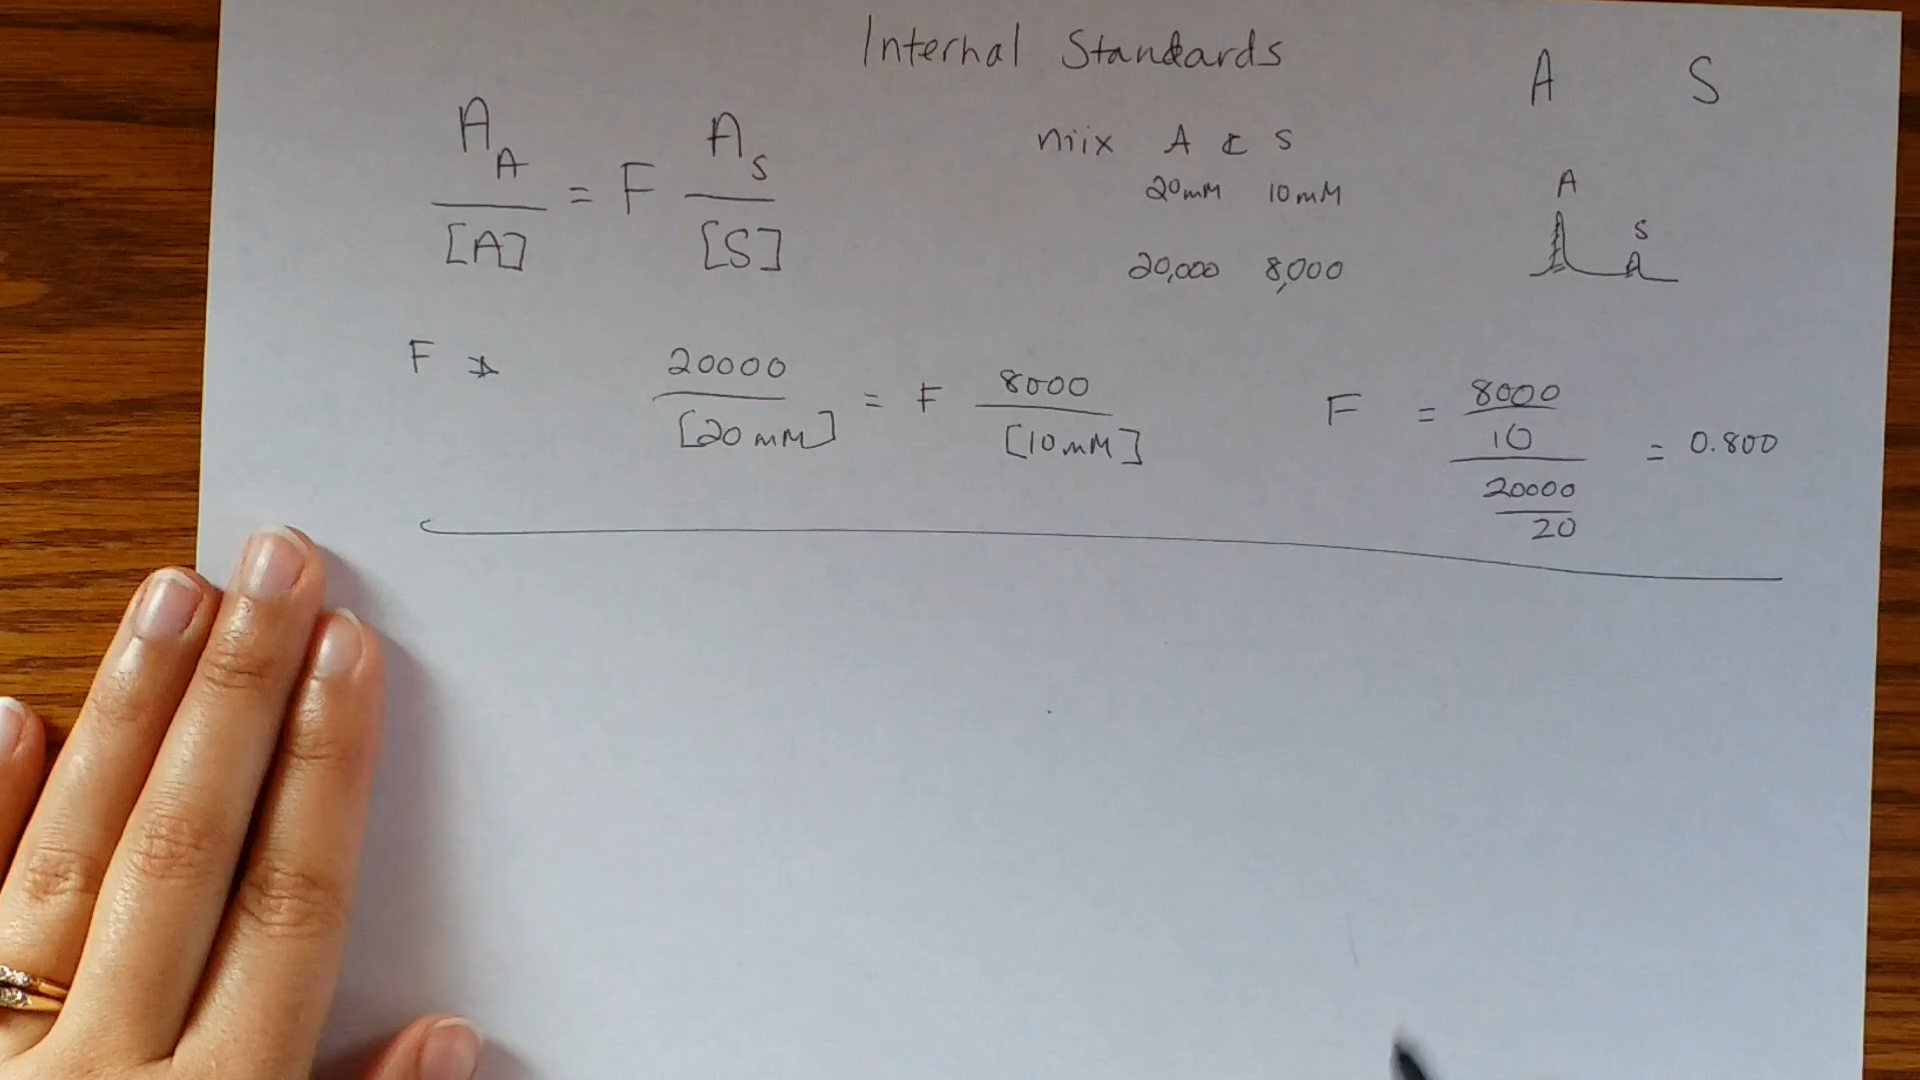 Internal Standards
A S
A_A / [A] = F A_S / [S]
mix A & S
20mM 10mM
20,000 8,000
A
S
F → 20000 / [20 mM] = F 8000 / [10 mM]
F = (8000 / 10) / (20000 / 20) = 0.800